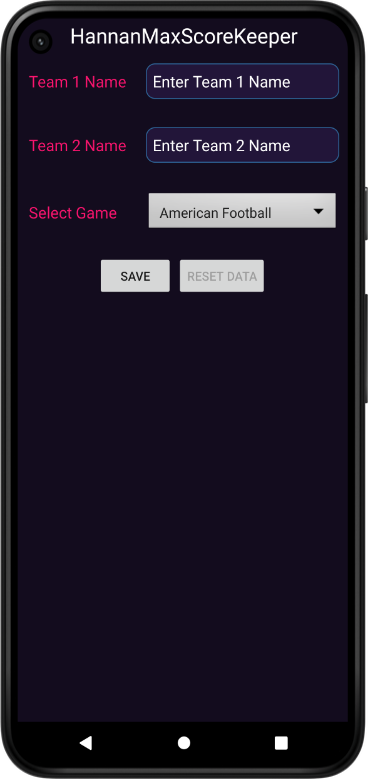 HannanMaxScoreKeeper
Team 1 Name Enter Team 1 Name
Team 2 Name Enter Team 2 Name
Select Game American Football
SAVE RESET DATA